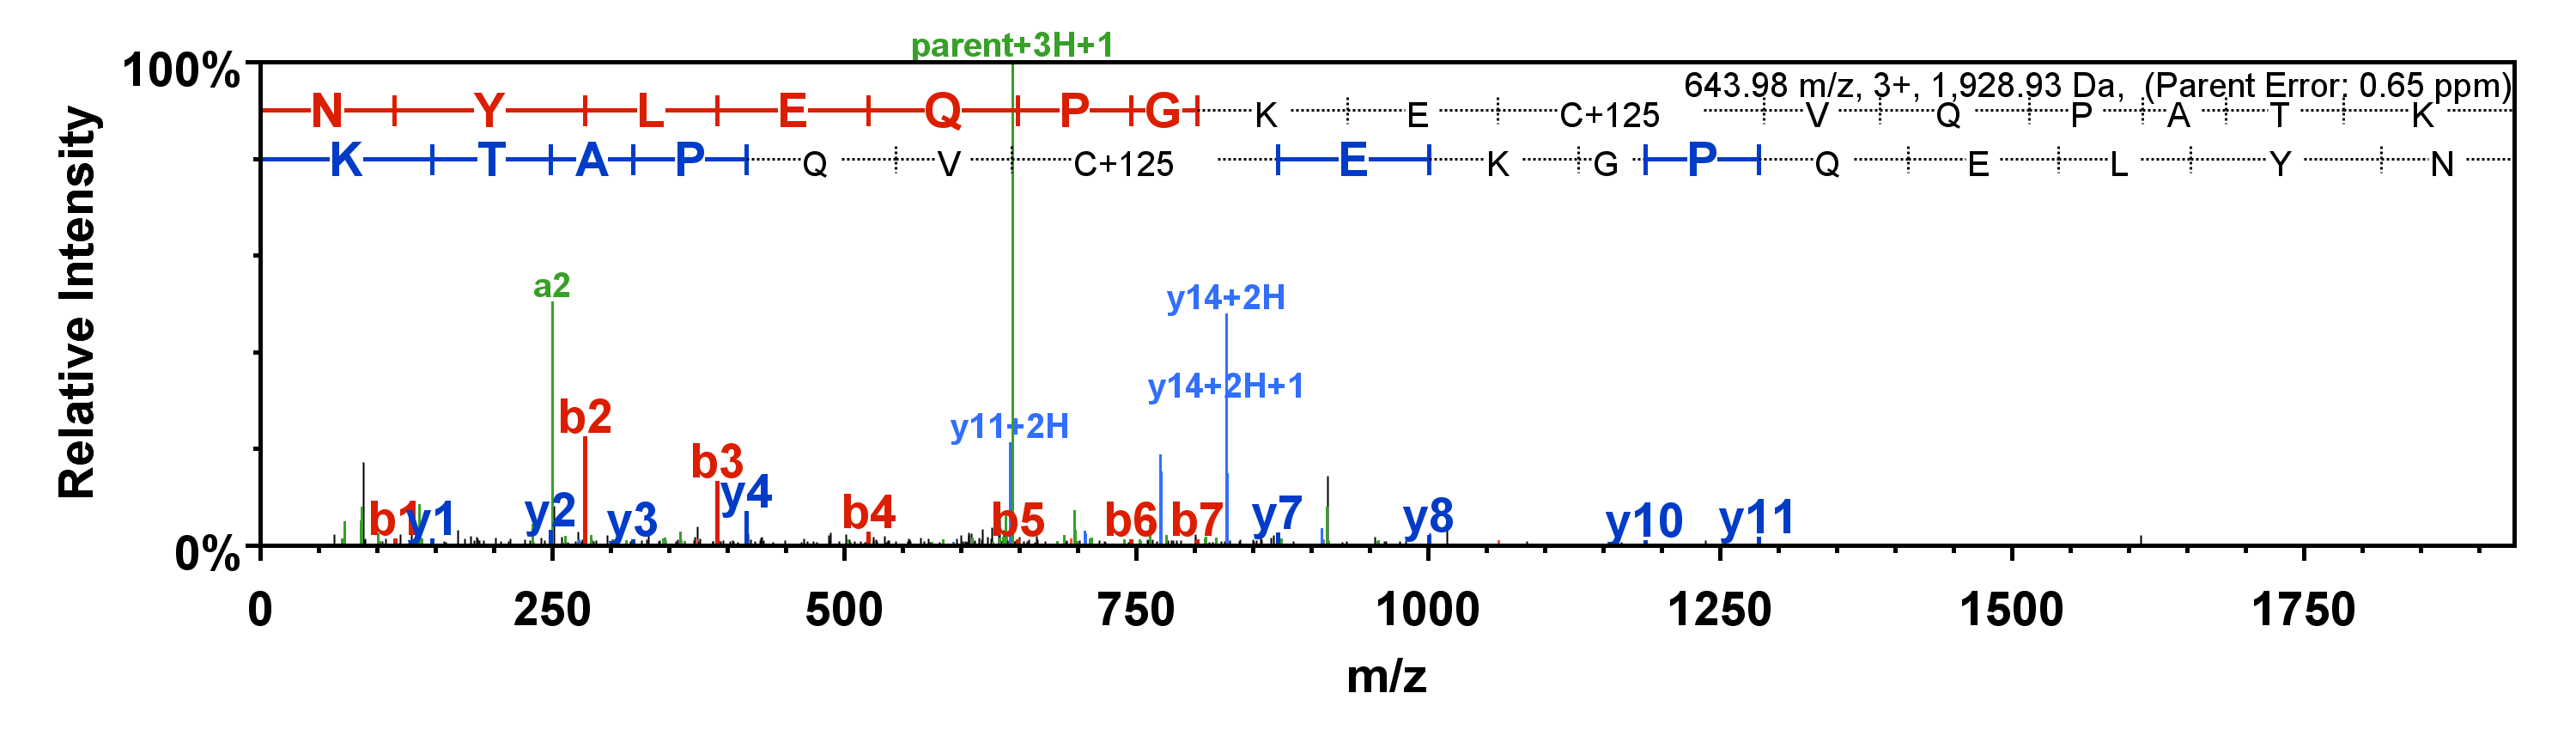 parent+3H+1
100%
643.98 m/z, 3+, 1,928.93 Da, (Parent Error: 0.65 ppm)
N Y L E Q P G K E C+125 V Q P A T K
K T A P Q V C+125 E K G P Q E L Y N
a2
y14+2H
y14+2H+1
b2
y11+2H
b3
y4
b1 y1 y2 y3 b4 b5 b6 b7 y7 y8 y10 y11
0%
0 250 500 750 1000 1250 1500 1750
m/z
Relative Intensity